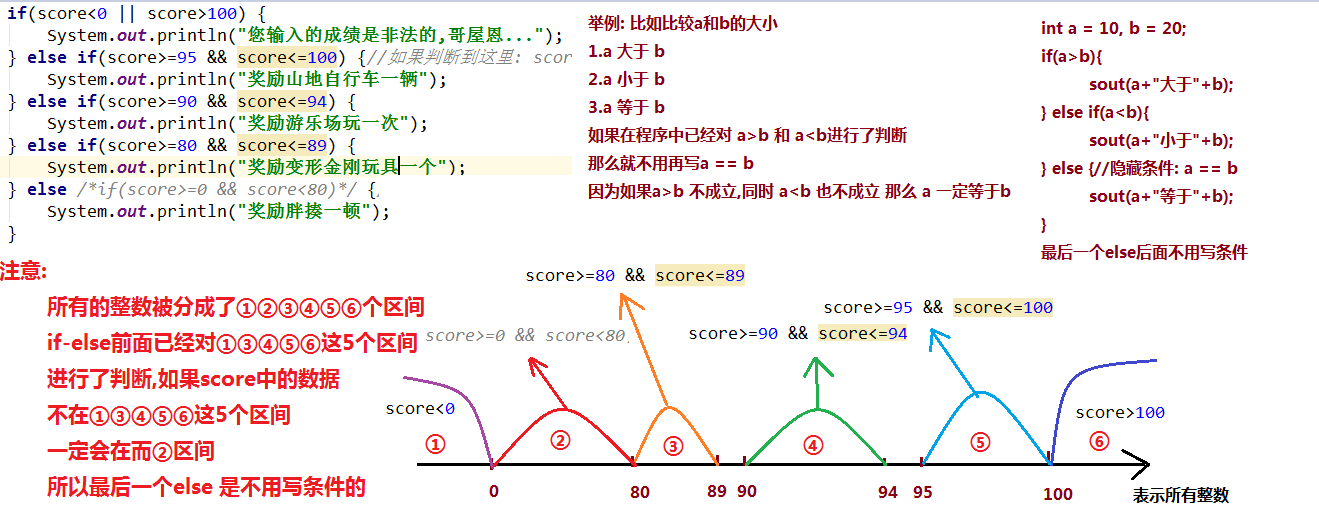 if(score<0 || score>100) {
System.out.println("您输入的成绩是非法的,哥屋恩...");
} else if(score>=95 && score<=100) {//如果判断到这里: scor
System.out.println("奖励山地自行车一辆");
} else if(score>=90 && score<=94) {
System.out.println("奖励游乐场玩一次");
} else if(score>=80 && score<=89) {
System.out.println("奖励变形金刚玩具一个");
} else /*if(score>=0 && score<80)*/ {
System.out.println("奖励胖揍一顿");
}
举例: 比如比较a和b的大小
1.a 大于 b
2.a 小于 b
3.a 等于 b
如果在程序中已经对 a>b 和 a<b进行了判断
那么就不用再写a == b
因为如果a>b 不成立,同时 a<b 也不成立 那么 a 一定等于b
int a = 10, b = 20;
if(a>b){
sout(a+"大于"+b);
} else if(a<b){
sout(a+"小于"+b);
} else {//隐藏条件: a == b
sout(a+"等于"+b);
}
最后一个else后面不用写条件
注意:
所有的整数被分成了①②③④⑤⑥个区间
if-else前面已经对①③④⑤⑥这5个区间
进行了判断,如果score中的数据
不在①③④⑤⑥这5个区间
一定会在而②区间
所以最后一个else 是不用写条件的
score>=80 && score<=89
score>=95 && score<=100
score>=0 && score<80
score>=90 && score<=94
score<0
score>100
① ② ③ ④ ⑤ ⑥
0 80 89 90 94 95 100 表示所有整数